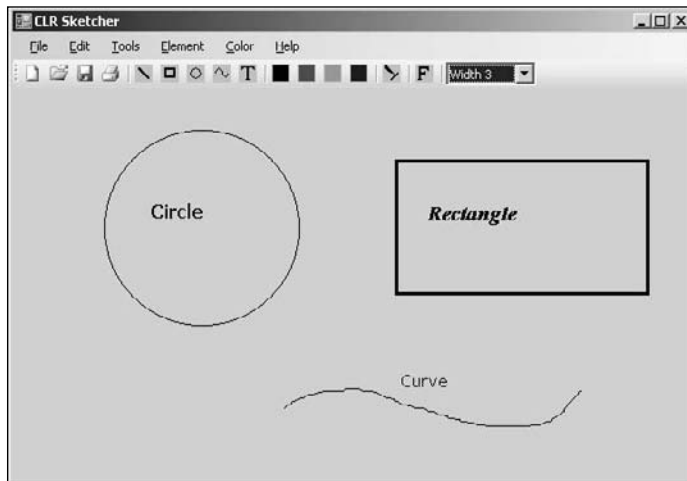 CLR Sketcher
File Edit Tools Element Color Help
T F Width 3
Circle
Rectangle
Curve